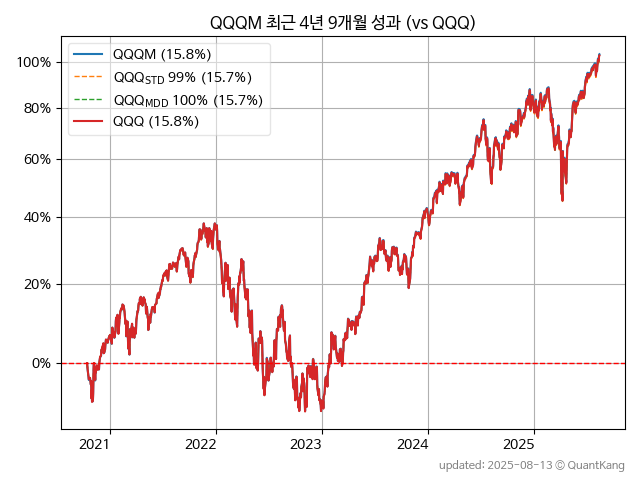 QQQM 최근 4년 9개월 성과 (vs QQQ)
QQQM (15.8%)
QQQSTD 99% (15.7%)
QQQMDD 100% (15.7%)
QQQ (15.8%)
100%
80%
60%
40%
20%
0%
2021 2022 2023 2024 2025
updated: 2025-08-13 © QuantKang